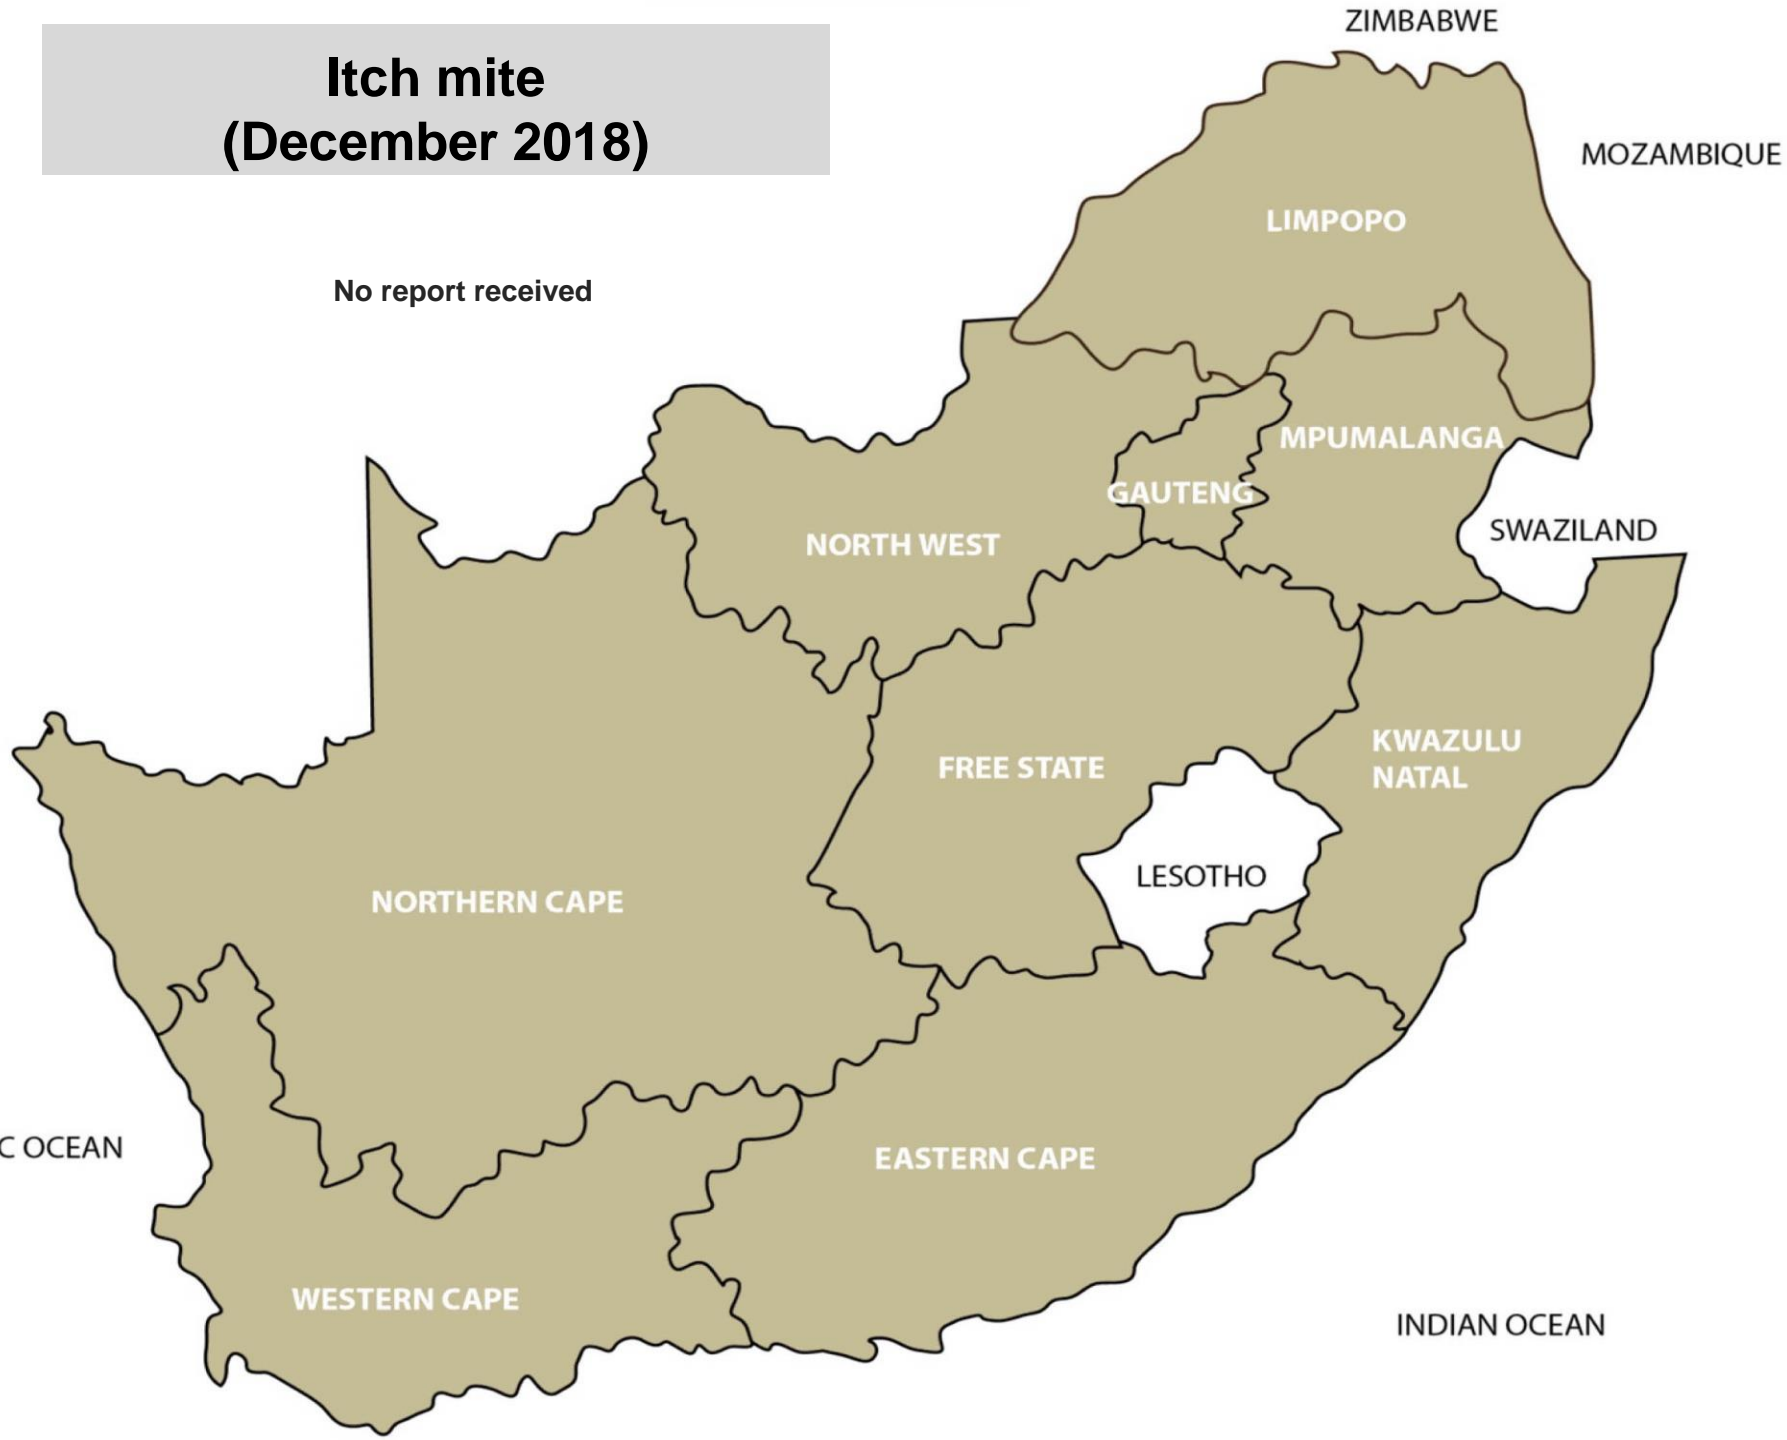 Itch mite
(December 2018)
No report received
ZIMBABWE
MOZAMBIQUE
LIMPOPO
MPUMALANGA
GAUTENG
NORTH WEST
SWAZILAND
KWAZULU
NATAL
FREE STATE
LESOTHO
NORTHERN CAPE
C OCEAN
EASTERN CAPE
WESTERN CAPE
INDIAN OCEAN